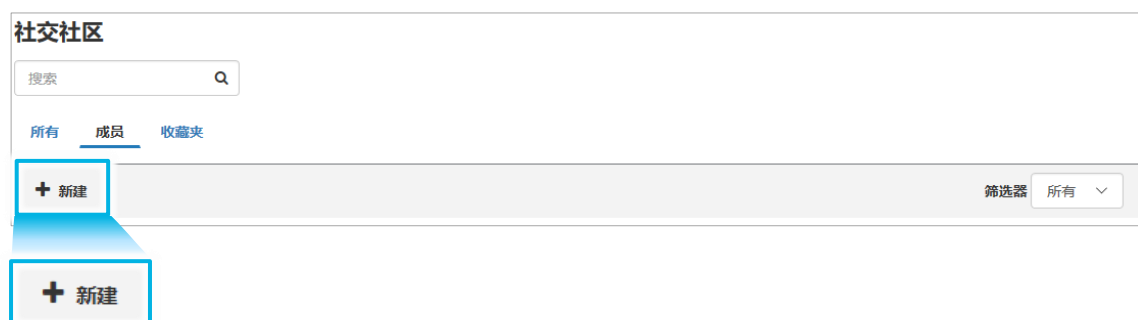 社交社区
搜索
所有 成员 收藏夹
新建 筛选器 所有
新建